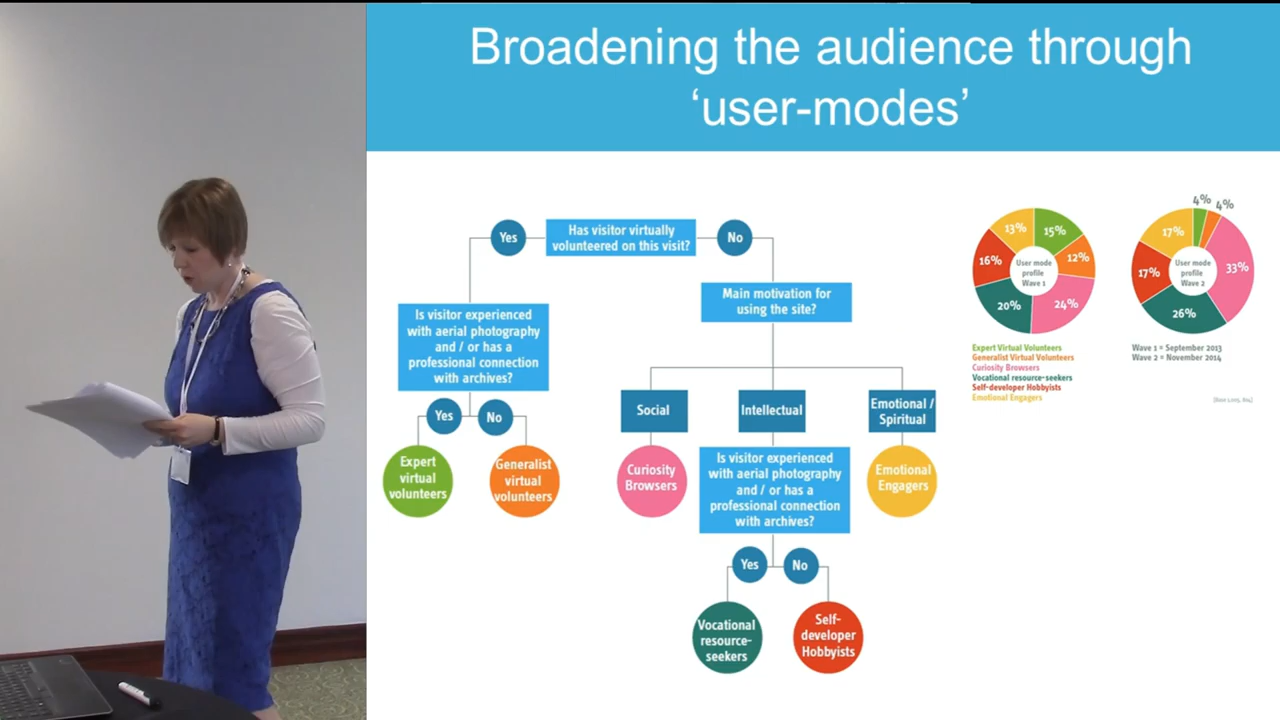 Broadening the audience through
‘user-modes’
Yes
Has visitor virtually
volunteered on this visit?
No
Is visitor experienced
with aerial photography
and / or has a
professional connection
with archives?
Yes
No
Expert
virtual
volunteers
Generalist
virtual
volunteers
Main motivation for
using the site?
Social
Intellectual
Emotional /
Spiritual
Curiosity
Browsers
Is visitor experienced
with aerial photography
and / or has a
professional connection
with archives?
Emotional
Engagers
Yes
No
Vocational
resource-
seekers
Self-
developer
Hobbyists
13%
15%
16%
12%
20%
24%
User mode
profile
Wave 1
4%
4%
17%
33%
17%
26%
User mode
profile
Wave 2
Expert Virtual Volunteers
Generalist Virtual Volunteers
Curiosity Browsers
Vocational resource-seekers
Self-developer Hobbyists
Emotional Engagers
Wave 1 = September 2013
Wave 2 = November 2014